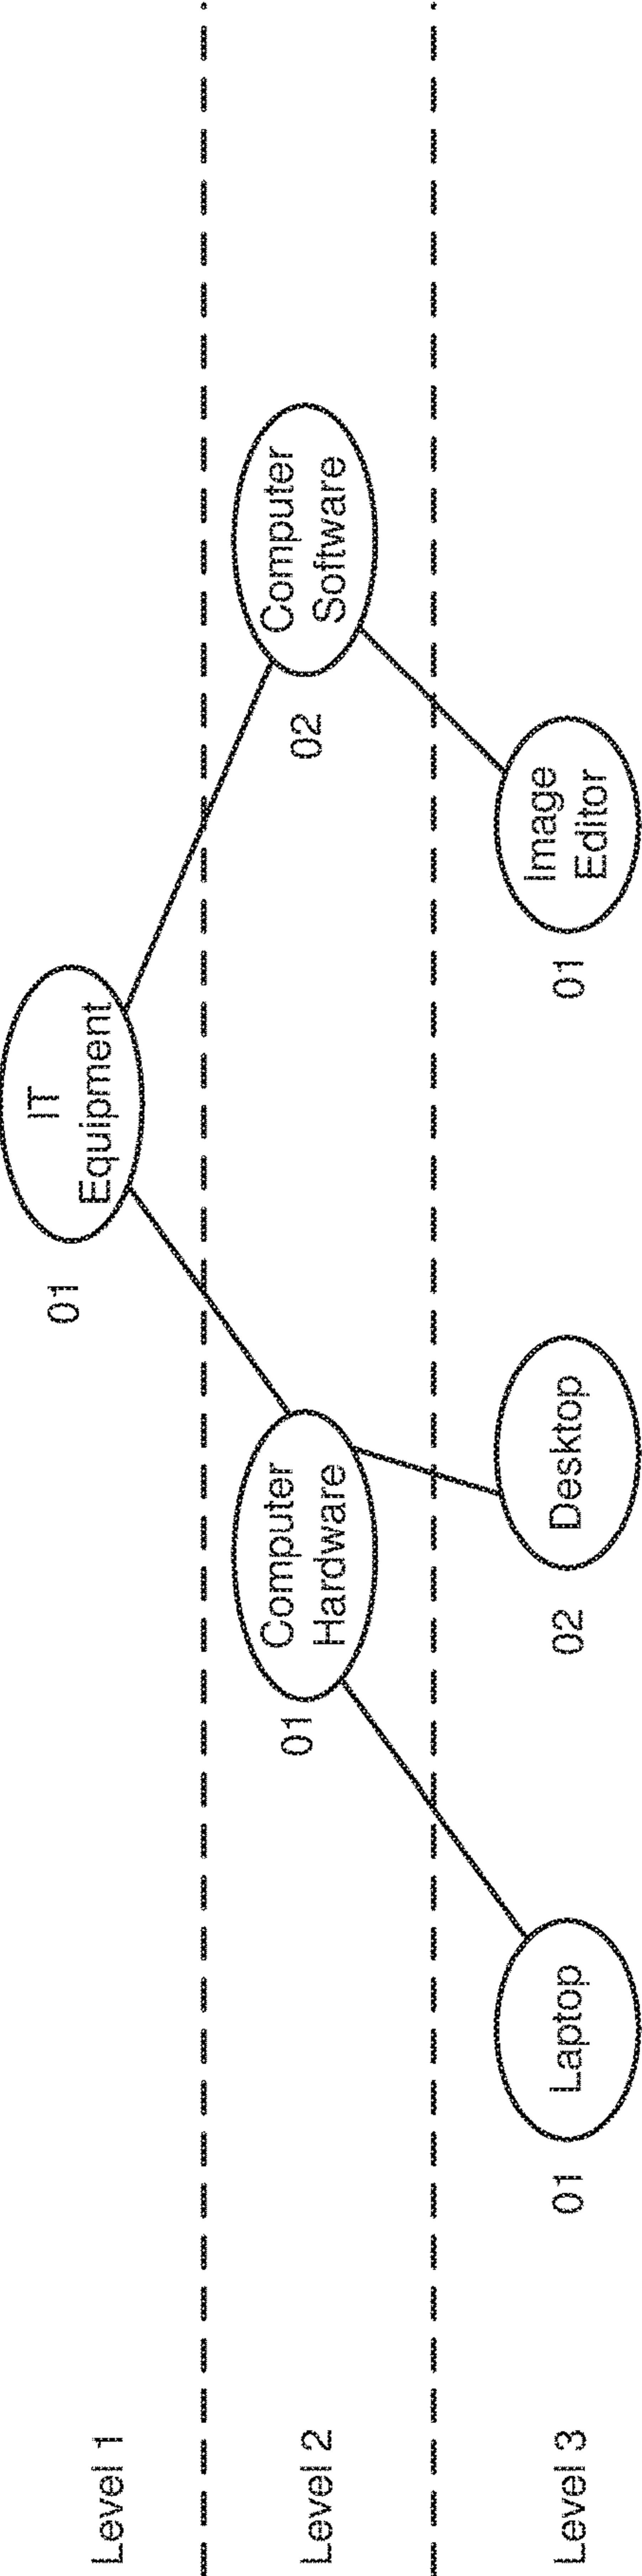 Level 1
01
IT
Equipment
Level 2
01
Computer
Hardware
02
Computer
Software
Level 3
01
Laptop
02
Desktop
01
Image
Editor